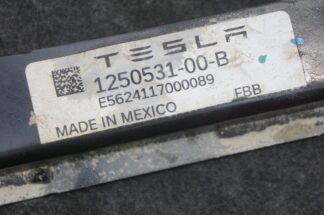 TESLA
1250531-00-B
E5624117000089
MADE IN MEXICO FBB